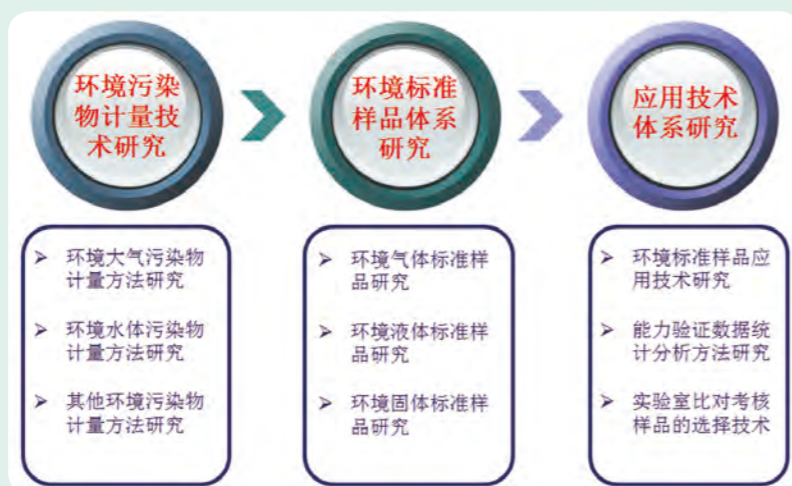 环境污染
物计量技
术研究
环境标准
样品体系
研究
应用技术
体系研究
➢ 环境大气污染物
计量方法研究
➢ 环境水体污染物
计量方法研究
➢ 其他环境污染物
计量方法研究
➢ 环境气体标准样
品研究
➢ 环境液体标准样
品研究
➢ 环境固体标准样
品研究
➢ 环境标准样品应
用技术研究
➢ 能力验证数据统
计分析方法研究
➢ 实验室比对考核
样品的选择技术